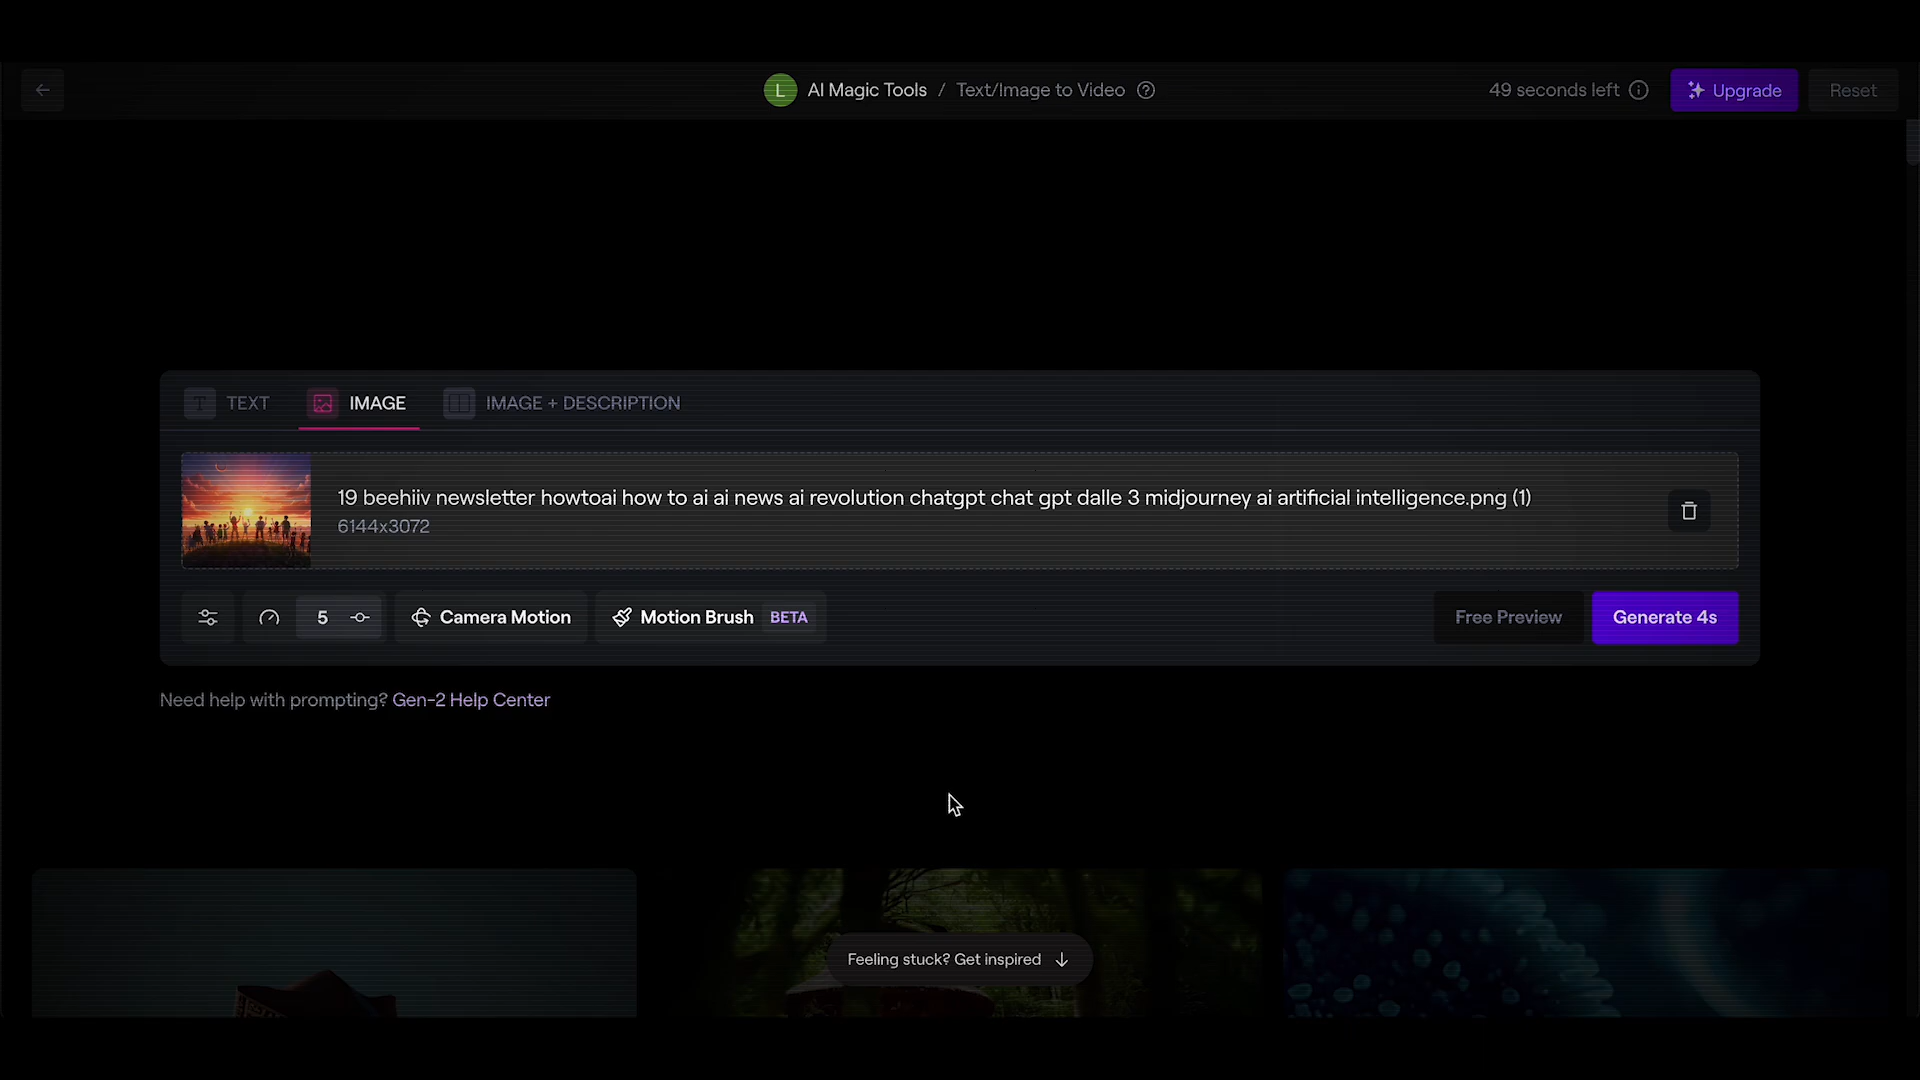 L AI Magic Tools / Text/Image to Video ?
49 seconds left
Upgrade
Reset
T TEXT
IMAGE
IMAGE + DESCRIPTION
19 beehiiv newsletter howtoai how to ai ai news ai revolution chatgpt chat gpt dalle 3 midjourney ai artificial intelligence.png (1)
6144x3072
5
Camera Motion
Motion Brush BETA
Free Preview
Generate 4s
Need help with prompting? Gen-2 Help Center
Feeling stuck? Get inspired ↓